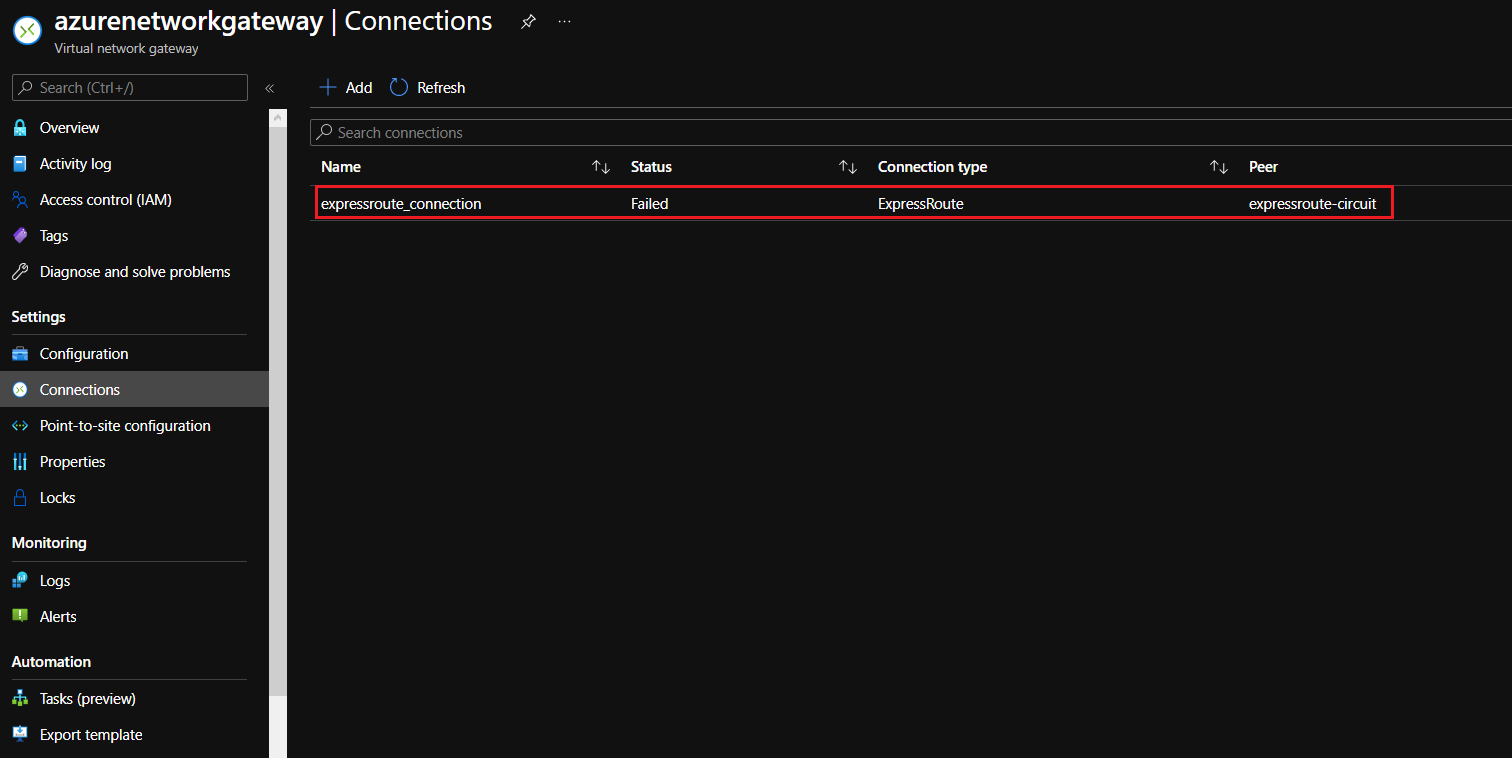 azurenetworkgateway | Connections
Virtual network gateway
Search (Ctrl+/)
«
Overview
Activity log
Access control (IAM)
Tags
Diagnose and solve problems
Settings
Configuration
Connections
Point-to-site configuration
Properties
Locks
Monitoring
Logs
Alerts
Automation
Tasks (preview)
Export template
Add Refresh
Search connections
Name Status Connection type Peer
expressroute_connection Failed ExpressRoute expressroute-circuit